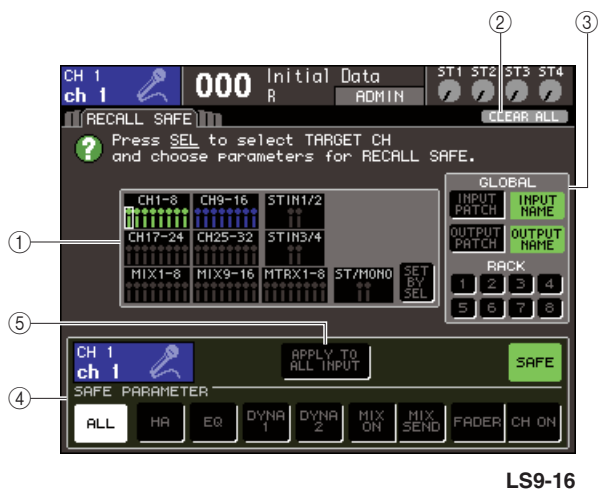 ② ③
CH 1
ch 1
000
Initial Data
R
ADMIN
ST1 ST2 ST3 ST4
RECALL SAFE
CLEAR ALL
? Press SEL to select TARGET CH
and choose parameters for RECALL SAFE.
GLOBAL
INPUT PATCH
INPUT NAME
OUTPUT PATCH
OUTPUT NAME
RACK
1 2 3 4
5 6 7 8
①
CH1-8 CH9-16 STIN1/2
CH17-24 CH25-32 STIN3/4
MIX1-8 MIX9-16 MTRX1-8 ST/MONO
SET BY SEL
⑤
④
CH 1
ch 1
APPLY TO
ALL INPUT
SAFE
SAFE PARAMETER
ALL
HA
EQ
DYNA 1
DYNA 2
MIX ON
MIX SEND
FADER
CH ON
LS9-16